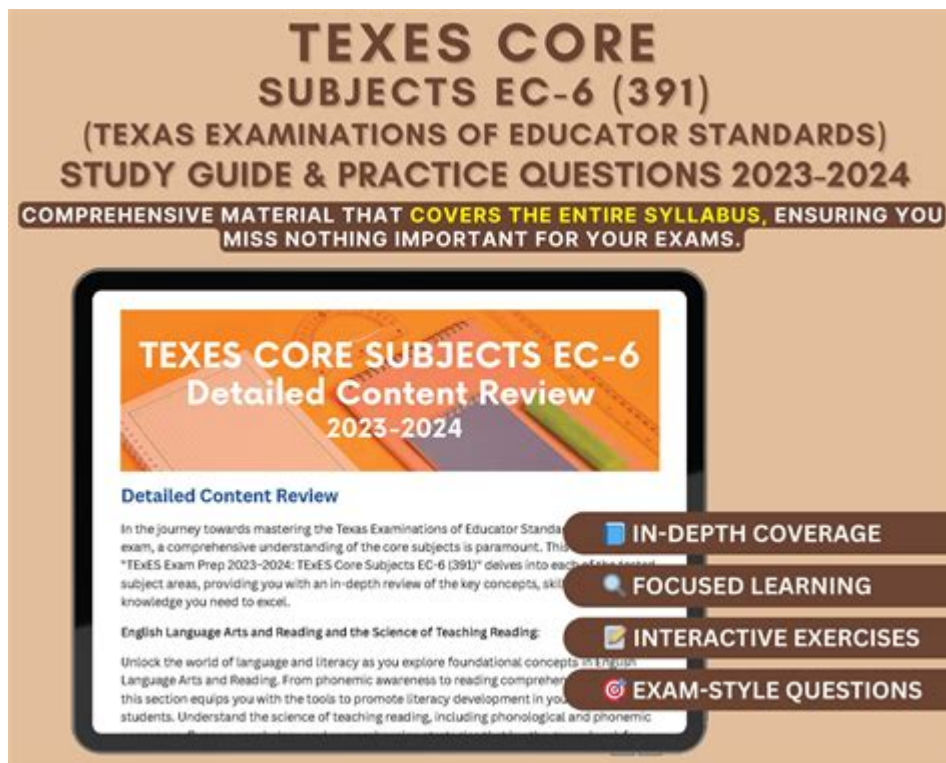 TEXES CORE
SUBJECTS EC-6 (391)
(TEXAS EXAMINATIONS OF EDUCATOR STANDARDS)
STUDY GUIDE & PRACTICE QUESTIONS 2023-2024
COMPREHENSIVE MATERIAL THAT COVERS THE ENTIRE SYLLABUS, ENSURING YOU
MISS NOTHING IMPORTANT FOR YOUR EXAMS.
TEXES CORE SUBJECTS EC-6
Detailed Content Review
2023-2024
Detailed Content Review
In the journey towards mastering the Texas Examinations of Educator
exam, a comprehensive understanding of the core subjects is paramount. This
"TExES Exam Prep 2023-2024: TExES Core Subjects EC-6 (391)" delves into each
subject areas, providing you with an in-depth review of the key concepts,
knowledge you need to excel.
English Language Arts and Reading and the Science of Teaching Reading:
Unlock the world of language and literacy as you explore foundational concepts in English
Language Arts and Reading. From phonemic awareness to reading
this section equips you with the tools to promote literacy development in
students. Understand the science of teaching reading, including phonological and phonemic
📘 IN-DEPTH COVERAGE
🔍 FOCUSED LEARNING
📝 INTERACTIVE EXERCISES
🎯 EXAM-STYLE QUESTIONS